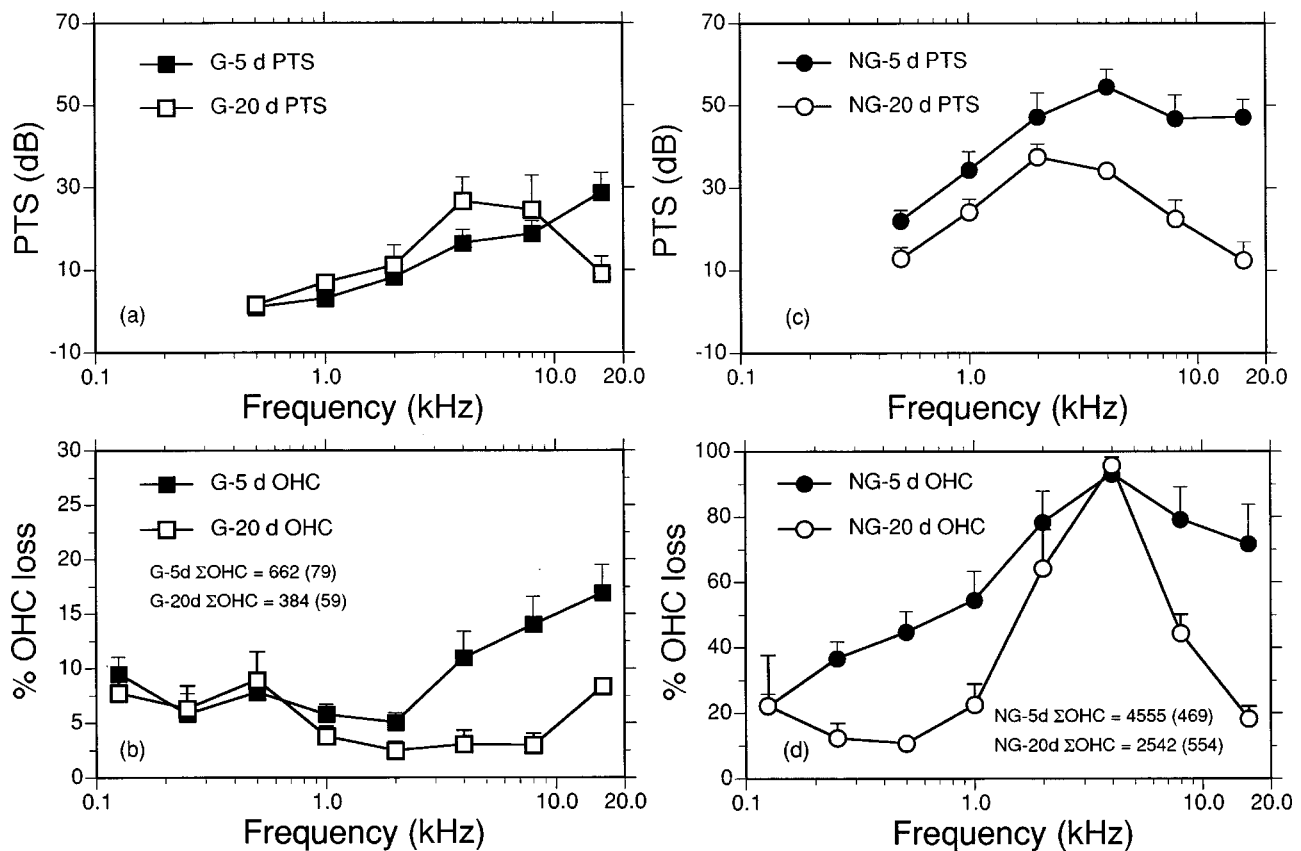 70
50
30
10
-10
PTS (dB)
G-5 d PTS
G-20 d PTS
(a)
0.1
1.0
10.0
20.0
Frequency (kHz)
70
50
30
10
-10
PTS (dB)
NG-5 d PTS
NG-20 d PTS
(c)
0.1
1.0
10.0
20.0
Frequency (kHz)
30
25
20
15
10
5
0
% OHC loss
G-5 d OHC
G-20 d OHC
G-5d ΣOHC = 662 (79)
G-20d ΣOHC = 384 (59)
(b)
0.1
1.0
10.0
20.0
Frequency (kHz)
100
80
60
40
20
0
% OHC loss
NG-5 d OHC
NG-20 d OHC
NG-5d ΣOHC = 4555 (469)
NG-20d ΣOHC = 2542 (554)
(d)
0.1
1.0
10.0
20.0
Frequency (kHz)